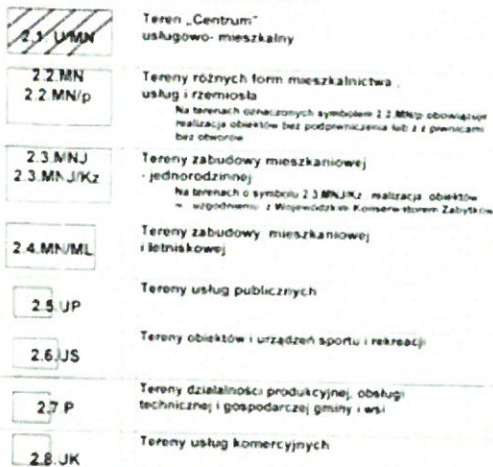 2.1. U/MN
Teren „Centrum"
usługowo- mieszkalny
2.2.MN
2.2.MN/p
Tereny różnych form mieszkalnictwa ,
usług i rzemiosła
Na terenach oznaczonych symbolem 2.2.MN/p obowiązuje
realizacja obiektów bez podpiwniczenia lub z z piwnicami
bez otworów
2.3.MNJ
2.3.MNJ/Kz
Tereny zabudowy mieszkaniowej
- jednorodzinnej
Na terenach o symbolu 2.3.MNJ/Kz realizacja obiektów
w uzgodnieniu z Wojewódzkim Konserwatorem Zabytków
2.4.MN/ML
Tereny zabudowy mieszkaniowej
i letniskowej
2.5.UP
Tereny usług publicznych
2.6.US
Tereny obiektów i urządzeń sportu i rekreacji
2.7.P
Tereny działalności produkcyjnej, obsługi
technicznej i gospodarczej gminy i wsi
2.8.UK
Tereny usług komercyjnych